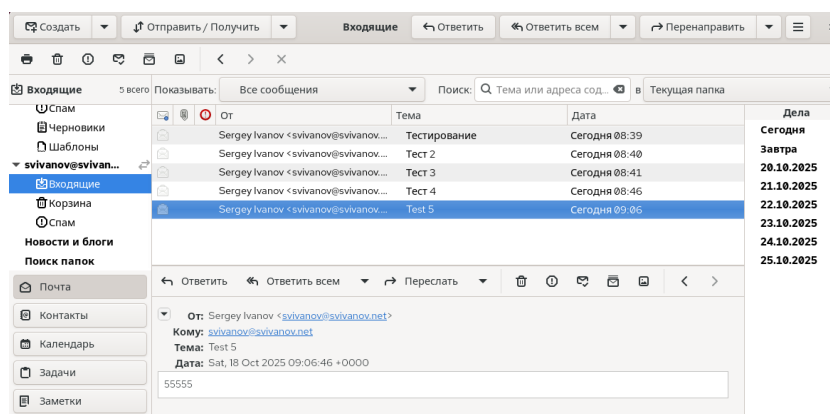 Создать Отправить / Получить Входящие Ответить Ответить всем Перенаправить
Входящие 5 всего Показывать: Все сообщения Поиск: Тема или адреса сод... в Текущая папка
Спам
Черновики
Шаблоны
svivanov@svivan...
Входящие
Корзина
Спам
Новости и блоги
Поиск папок
Почта
Контакты
Календарь
Задачи
Заметки
От Тема Дата
Sergey Ivanov <svivanov@svivanov.... Тестирование Сегодня 08:39
Sergey Ivanov <svivanov@svivanov.... Тест 2 Сегодня 08:40
Sergey Ivanov <svivanov@svivanov.... Тест 3 Сегодня 08:41
Sergey Ivanov <svivanov@svivanov.... Тест 4 Сегодня 08:46
Sergey Ivanov <svivanov@svivanov.... Test 5 Сегодня 09:06
Ответить Ответить всем Переслать
От: Sergey Ivanov <svivanov@svivanov.net>
Кому: svivanov@svivanov.net
Тема: Test 5
Дата: Sat, 18 Oct 2025 09:06:46 +0000
55555
Дела
Сегодня
Завтра
20.10.2025
21.10.2025
22.10.2025
23.10.2025
24.10.2025
25.10.2025